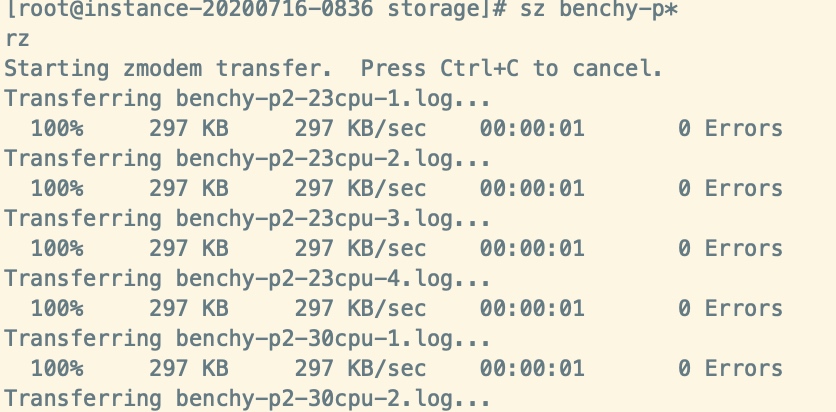 [root@instance-20200716-0836 storage]# sz benchy-p*
rz
Starting zmodem transfer.  Press Ctrl+C to cancel.
Transferring benchy-p2-23cpu-1.log...
  100%     297 KB     297 KB/sec    00:00:01       0 Errors
Transferring benchy-p2-23cpu-2.log...
  100%     297 KB     297 KB/sec    00:00:01       0 Errors
Transferring benchy-p2-23cpu-3.log...
  100%     297 KB     297 KB/sec    00:00:01       0 Errors
Transferring benchy-p2-23cpu-4.log...
  100%     297 KB     297 KB/sec    00:00:01       0 Errors
Transferring benchy-p2-30cpu-1.log...
  100%     297 KB     297 KB/sec    00:00:01       0 Errors
Transferring benchy-p2-30cpu-2.log...